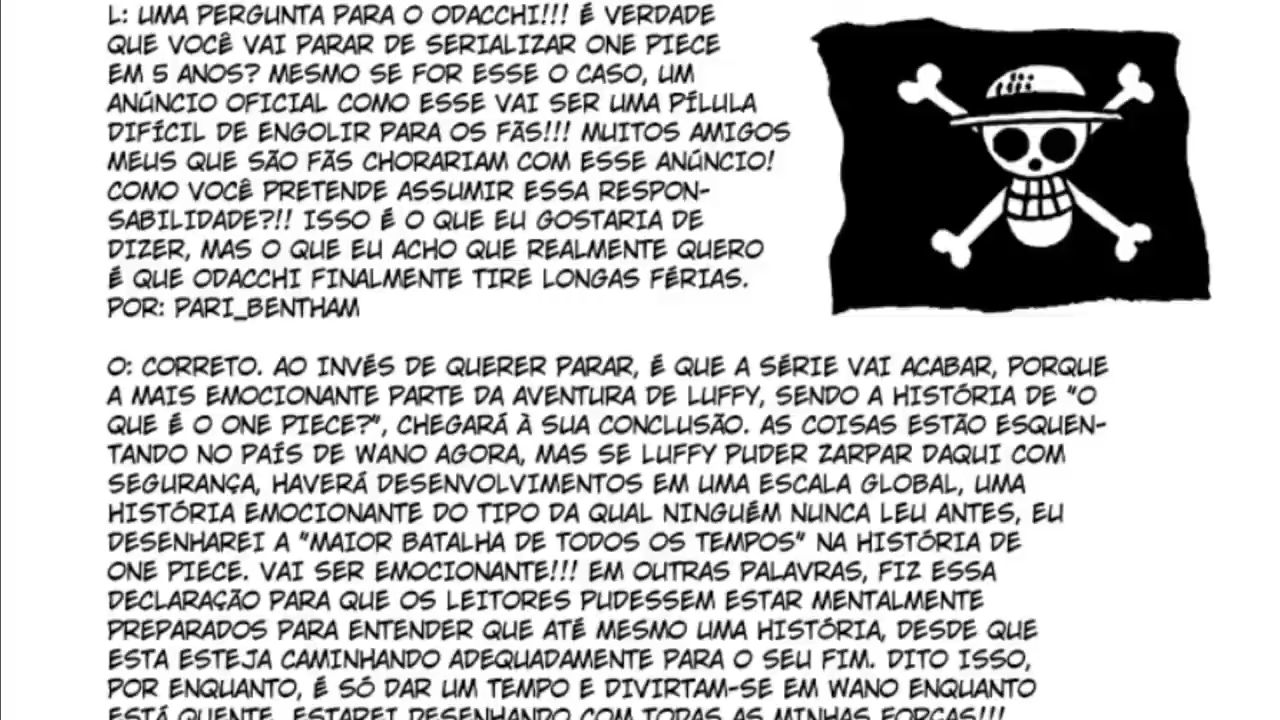 L: UMA PERGUNTA PARA O ODACCHI!!! É VERDADE
QUE VOCÊ VAI PARAR DE SERIALIZAR ONE PIECE
EM 5 ANOS? MESMO SE FOR ESSE O CASO, UM
ANÚNCIO OFICIAL COMO ESSE VAI SER UMA PÍLULA
DIFÍCIL DE ENGOLIR PARA OS FÃS!!! MUITOS AMIGOS
MEUS QUE SÃO FÃS CHORARIAM COM ESSE ANÚNCIO!
COMO VOCÊ PRETENDE ASSUMIR ESSA RESPON-
SABILIDADE?!! ISSO É O QUE EU GOSTARIA DE
DIZER, MAS O QUE EU ACHO QUE REALMENTE QUERO
É QUE ODACCHI FINALMENTE TIRE LONGAS FÉRIAS.
POR: PARI_BENTHAM
O: CORRETO. AO INVÉS DE QUERER PARAR, É QUE A SÉRIE VAI ACABAR, PORQUE
A MAIS EMOCIONANTE PARTE DA AVENTURA DE LUFFY, SENDO A HISTÓRIA DE "O
QUE É O ONE PIECE?", CHEGARÁ À SUA CONCLUSÃO. AS COISAS ESTÃO ESQUEN-
TANDO NO PAÍS DE WANO AGORA, MAS SE LUFFY PUDER ZARPAR DAQUI COM
SEGURANÇA, HAVERÁ DESENVOLVIMENTOS EM UMA ESCALA GLOBAL, UMA
HISTÓRIA EMOCIONANTE DO TIPO DA QUAL NINGUÉM NUNCA LEU ANTES, EU
DESENHAREI A "MAIOR BATALHA DE TODOS OS TEMPOS" NA HISTÓRIA DE
ONE PIECE. VAI SER EMOCIONANTE!!! EM OUTRAS PALAVRAS, FIZ ESSA
DECLARAÇÃO PARA QUE OS LEITORES PUDESSEM ESTAR MENTALMENTE
PREPARADOS PARA ENTENDER QUE ATÉ MESMO UMA HISTÓRIA, DESDE QUE
ESTA ESTEJA CAMINHANDO ADEQUADAMENTE PARA O SEU FIM. DITO ISSO,
POR ENQUANTO, É SÓ DAR UM TEMPO E DIVIRTAM-SE EM WANO ENQUANTO
ESTÁ QUENTE. ESTAREI DESENHANDO COM TODAS AS MINHAS FORÇAS!!!